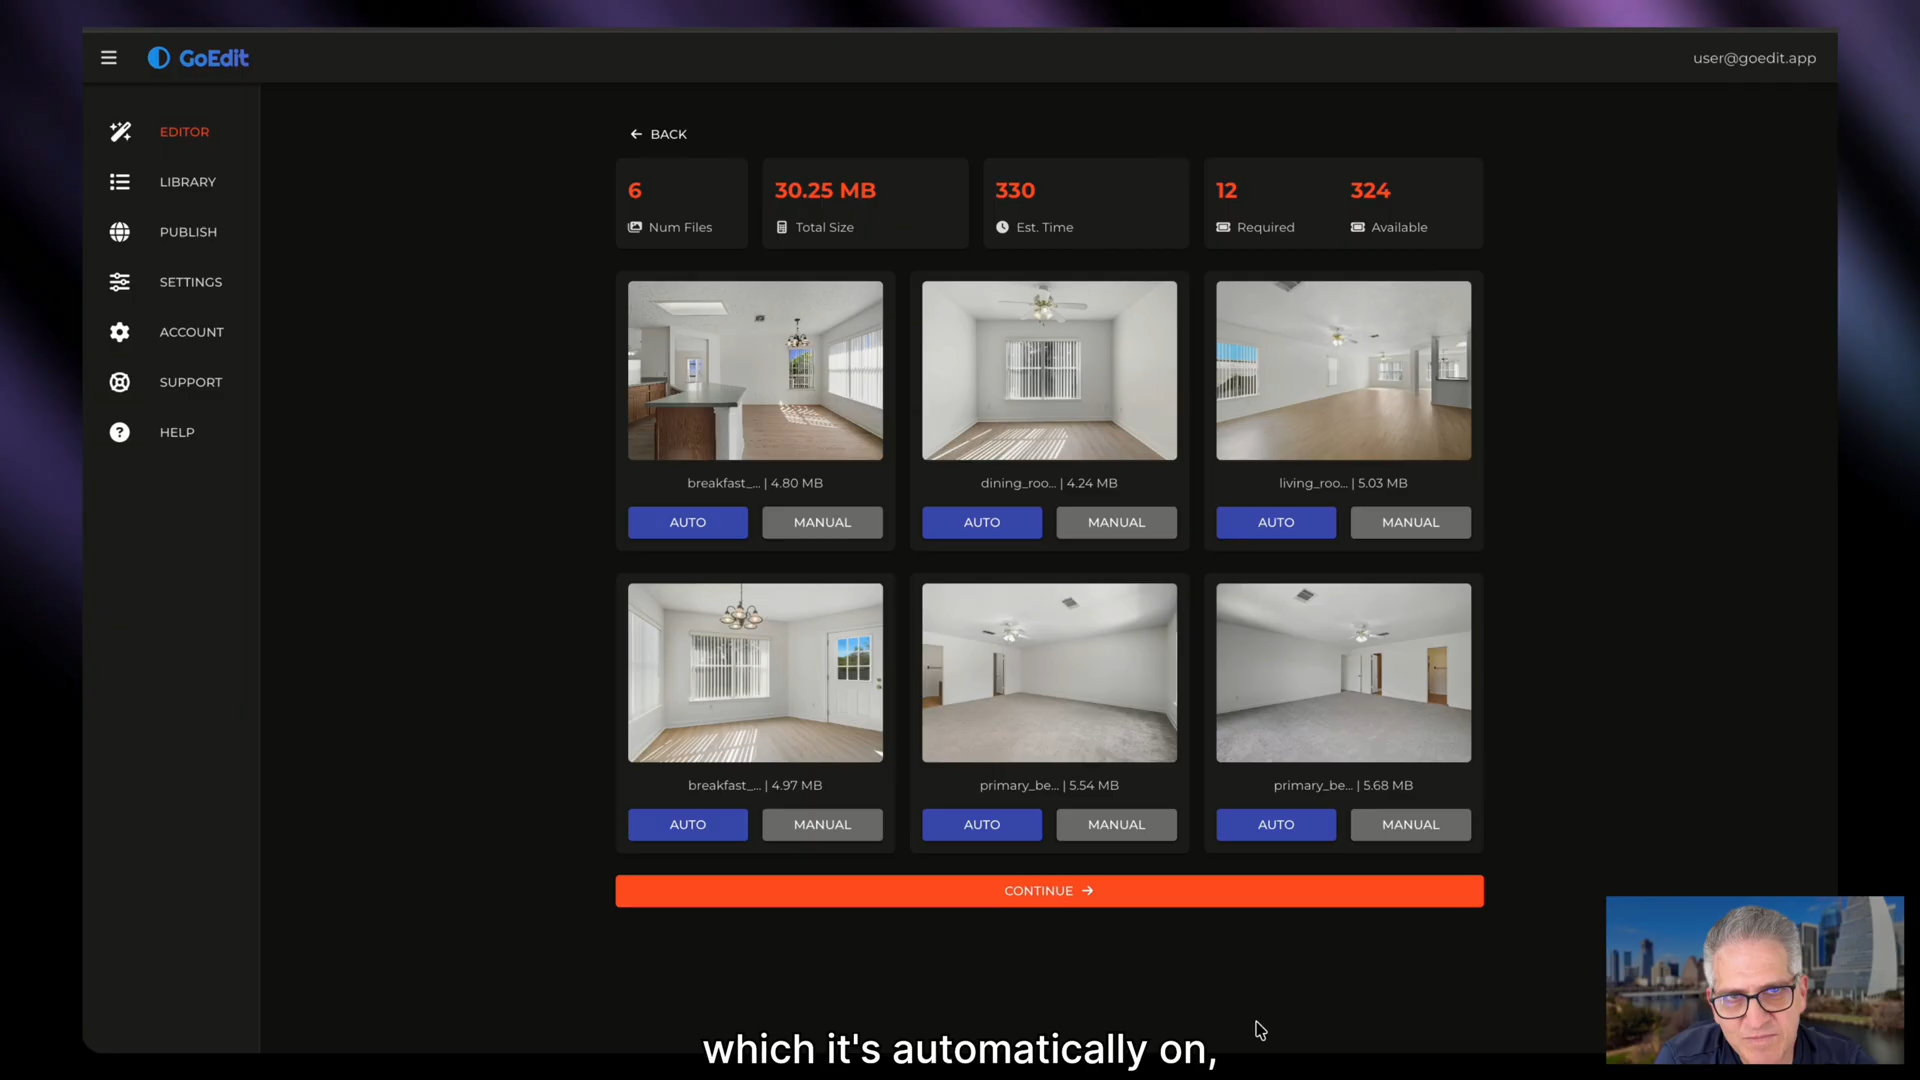 GoEdit
user@goedit.app
EDITOR
LIBRARY
PUBLISH
SETTINGS
ACCOUNT
SUPPORT
HELP
BACK
6
Num Files
30.25 MB
Total Size
330
Est. Time
12
Required
324
Available
breakfast_... | 4.80 MB
AUTO
MANUAL
dining_roo... | 4.24 MB
AUTO
MANUAL
living_roo... | 5.03 MB
AUTO
MANUAL
breakfast_... | 4.97 MB
AUTO
MANUAL
primary_be... | 5.54 MB
AUTO
MANUAL
primary_be... | 5.68 MB
AUTO
MANUAL
CONTINUE
which it's automatically on,